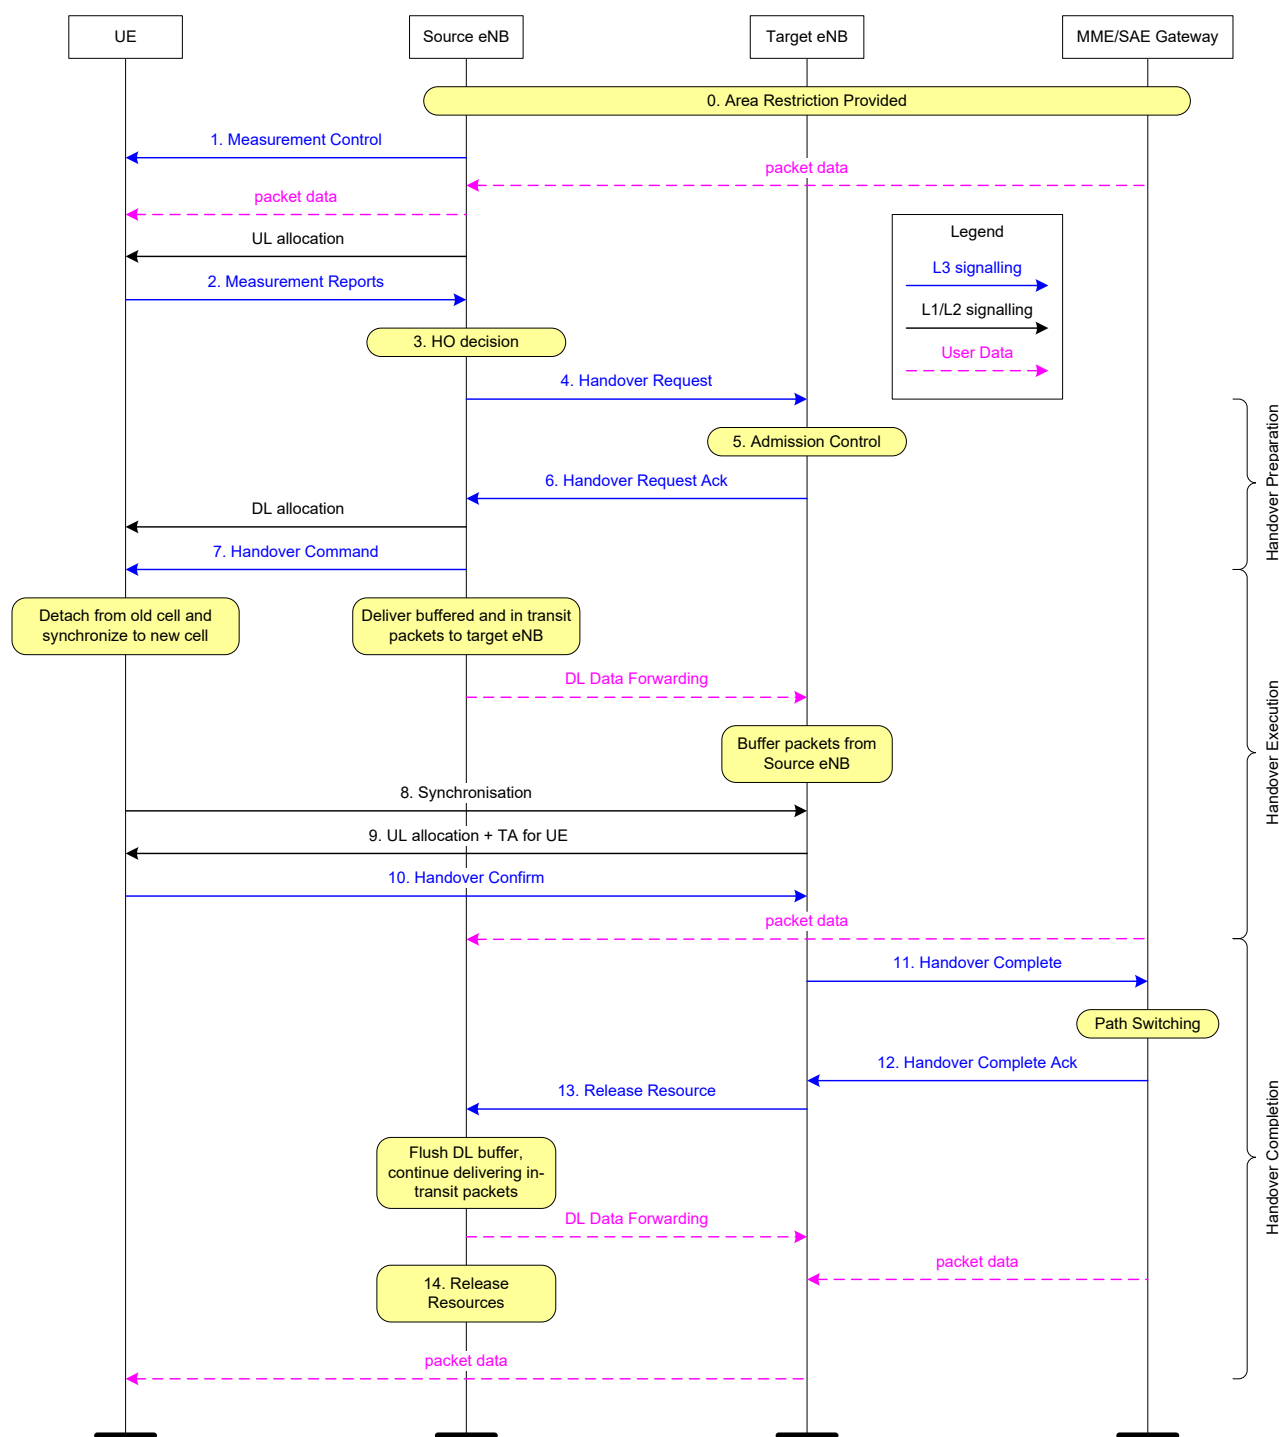 UE
Source eNB
Target eNB
MME/SAE Gateway
0. Area Restriction Provided
1. Measurement Control
packet data
packet data
UL allocation
Legend
L3 signalling
L1/L2 signalling
User Data
2. Measurement Reports
3. HO decision
4. Handover Request
5. Admission Control
6. Handover Request Ack
DL allocation
7. Handover Command
Handover Preparation
Detach from old cell and
synchronize to new cell
Deliver buffered and in transit
packets to target eNB
DL Data Forwarding
Buffer packets from
Source eNB
8. Synchronisation
9. UL allocation + TA for UE
10. Handover Confirm
Handover Execution
packet data
11. Handover Complete
Path Switching
12. Handover Complete Ack
13. Release Resource
Flush DL buffer,
continue delivering in-
transit packets
DL Data Forwarding
packet data
14. Release
Resources
packet data
Handover Completion